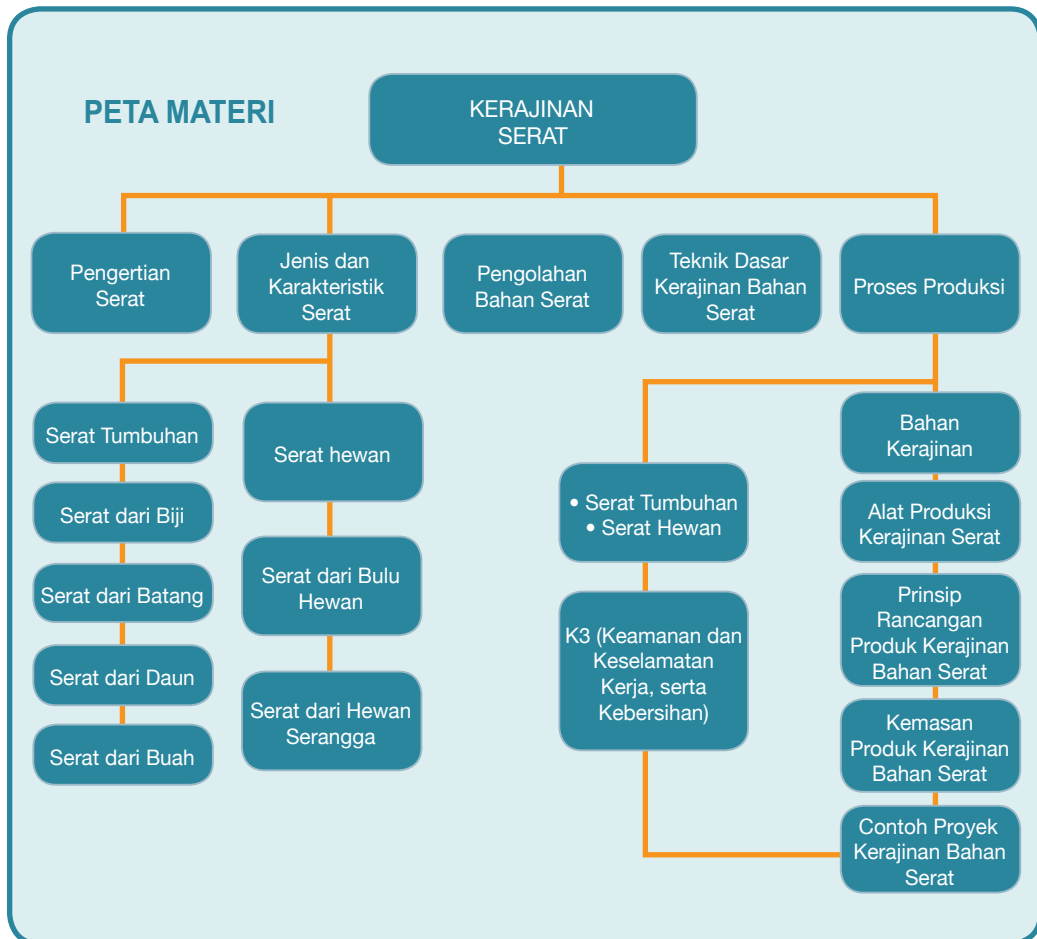 PETA MATERI
KERAJINAN
SERAT
Pengertian
Serat
Jenis dan
Karakteristik
Serat
Pengolahan
Bahan Serat
Teknik Dasar
Kerajinan Bahan
Serat
Proses Produksi
Serat Tumbuhan
Serat dari Biji
Serat dari Batang
Serat dari Daun
Serat dari Buah
Serat hewan
Serat dari Bulu
Hewan
Serat dari Hewan
Serangga
• Serat Tumbuhan
• Serat Hewan
K3 (Keamanan dan
Keselamatan
Kerja, serta
Kebersihan)
Bahan
Kerajinan
Alat Produksi
Kerajinan Serat
Prinsip
Rancangan
Produk Kerajinan
Bahan Serat
Kemasan
Produk Kerajinan
Bahan Serat
Contoh Proyek
Kerajinan Bahan
Serat